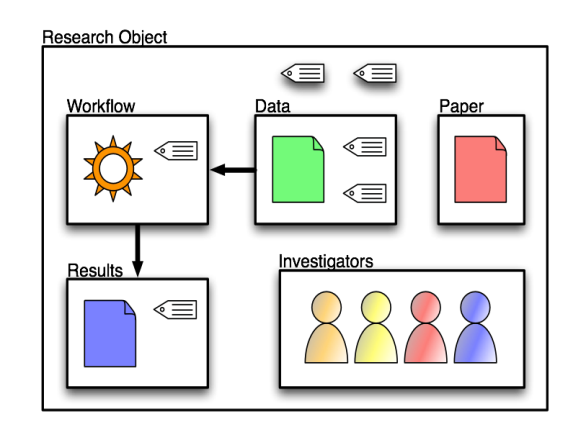 Research Object
Workflow
Data
Paper
Results
Investigators